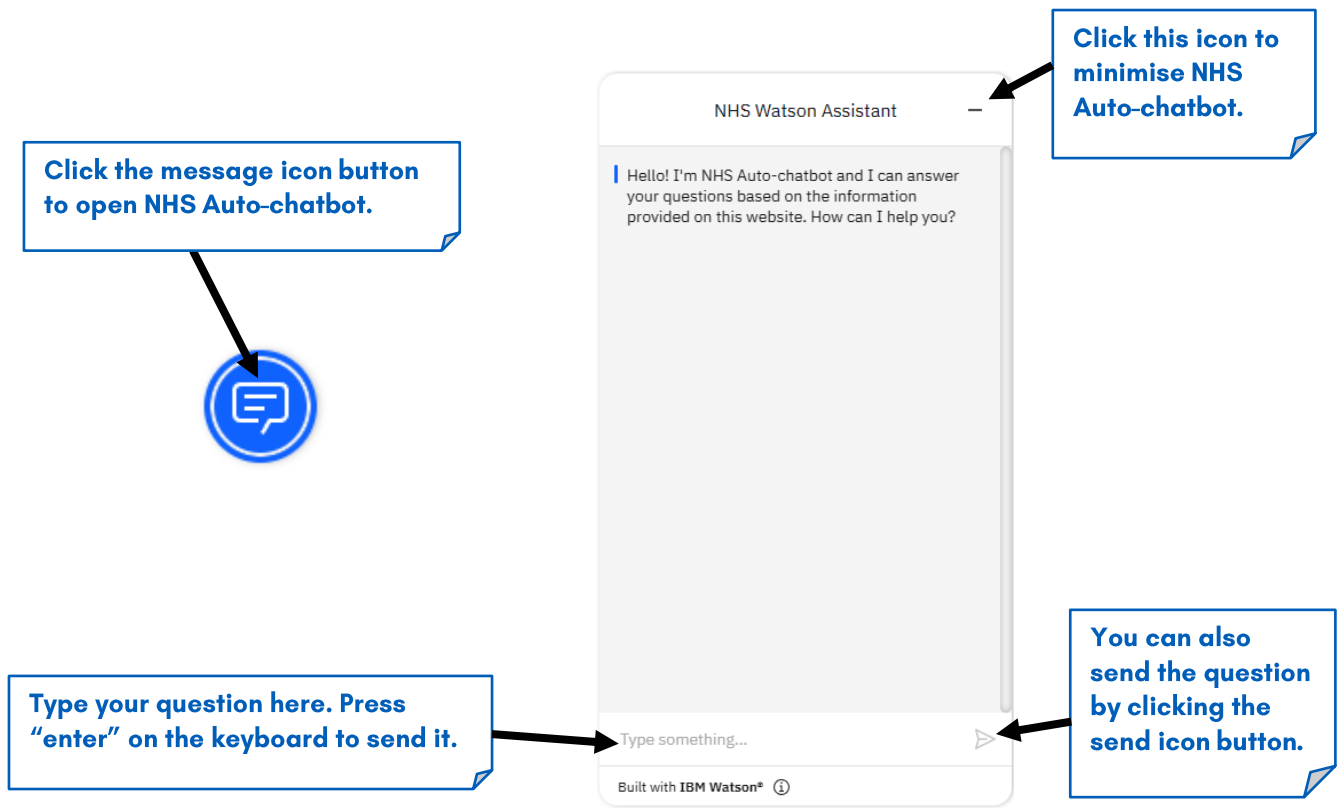 Click this icon to
minimise NHS
Auto-chatbot.
NHS Watson Assistant
Click the message icon button
to open NHS Auto-chatbot.
Hello! I'm NHS Auto-chatbot and I can answer
your questions based on the information
provided on this website. How can I help you?
You can also
send the question
by clicking the
send icon button.
Type your question here. Press
“enter” on the keyboard to send it.
Type something...
Built with IBM Watson®